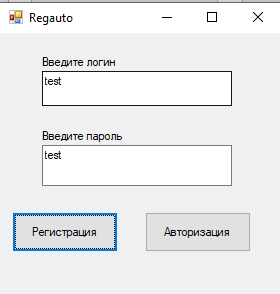 Regauto
Введите логин
test
Введите пароль
test
Регистрация
Авторизация